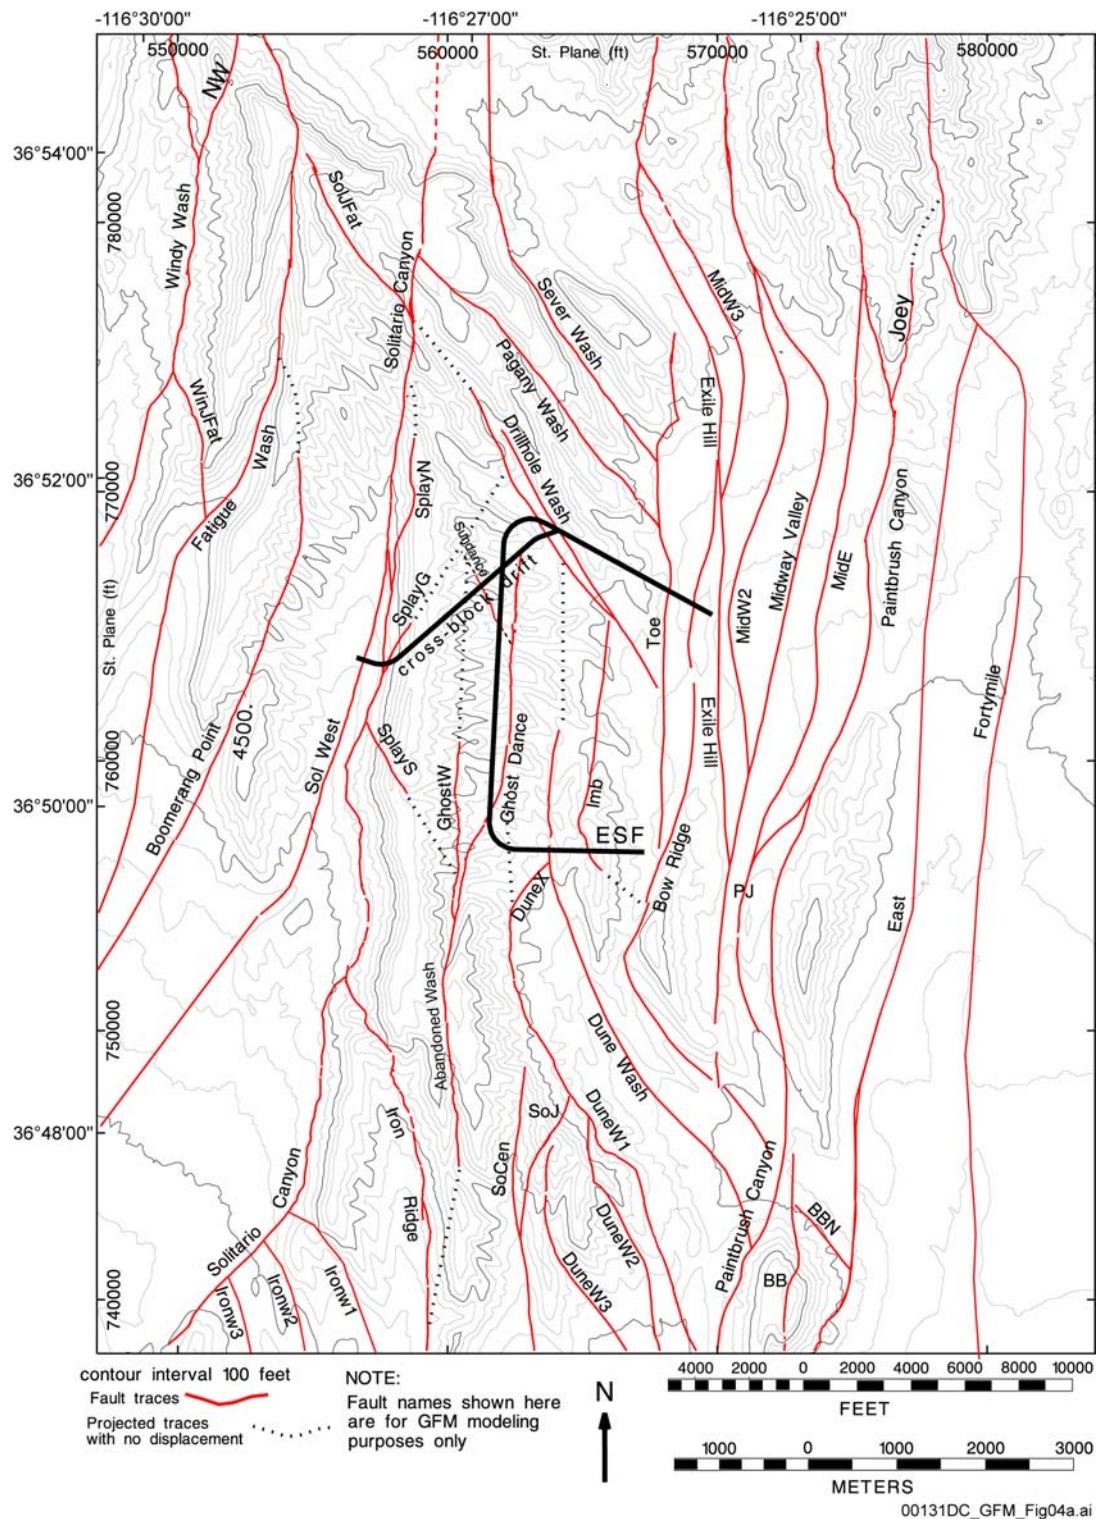 -116°30'00"
-116°27'00"
-116°25'00"
550000
560000
St. Plane (ft)
570000
580000
NW
36°54'00"
SolJFat
Windy Wash
780000
Solitario Canyon
Sever Wash
MidW3
Joey
Pagany Wash
WinJFat
Wash
Exile Hill
Drillhole Wash
36°52'00"
770000
SplayN
Fatigue
Paintbrush Canyon
Midway Valley
MidE
Sundance
St. Plane (ft)
SplayG
cross-block drift
Toe
MidW2
Fortymile
4500.
Sol West
SplayS
Ghost Dance
Exile Hill
760000
Boomerang Point
GhostW
Imb
36°50'00"
ESF
DuneX
Bow Ridge
PJ
East
Abandoned Wash
750000
Dune Wash
36°48'00"
Iron
SoJ
DuneW1
Canyon
SoCen
Paintbrush Canyon
Ridge
BBN
DuneW2
Solitario
BB
740000
Ironw3
Ironw2
Ironw1
DuneW3
contour interval 100 feet
Fault traces
Projected traces
with no displacement
NOTE:
Fault names shown here
are for GFM modeling
purposes only
N
4000 2000 0 2000 4000 6000 8000 10000
FEET
1000 0 1000 2000 3000
METERS
00131DC_GFM_Fig04a.ai